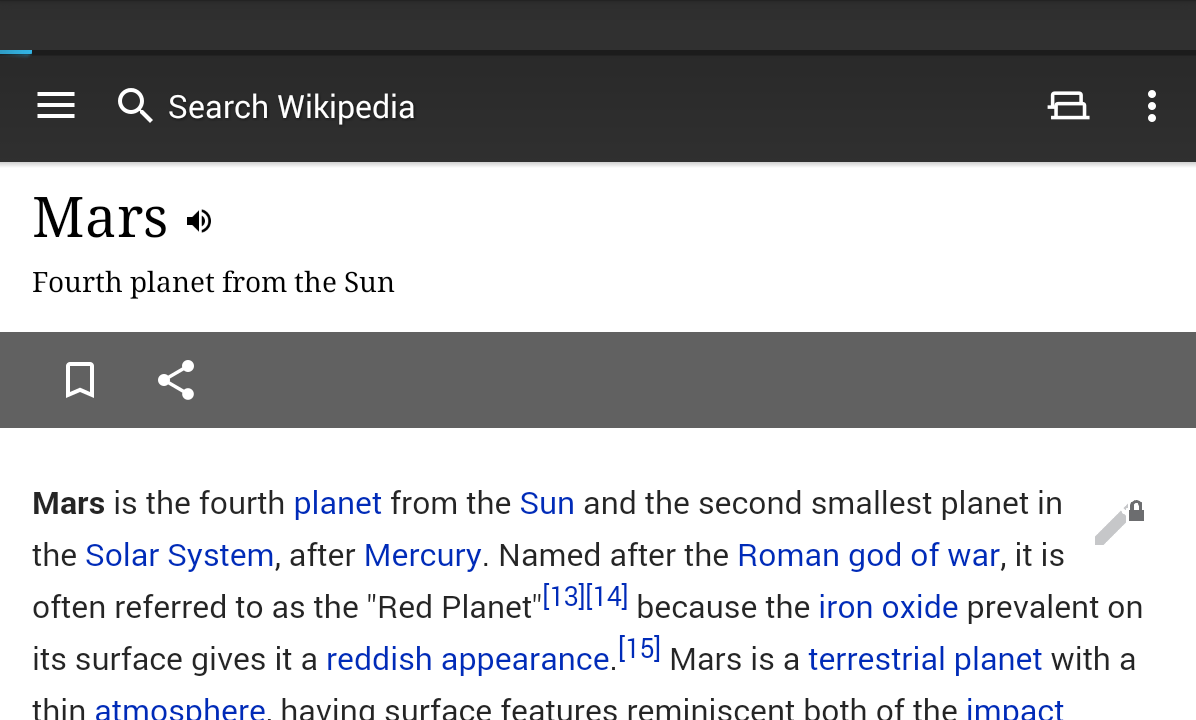 Search Wikipedia
Mars
Fourth planet from the Sun
Mars is the fourth planet from the Sun and the second smallest planet in
the Solar System, after Mercury. Named after the Roman god of war, it is
often referred to as the "Red Planet"[13][14] because the iron oxide prevalent on
its surface gives it a reddish appearance.[15] Mars is a terrestrial planet with a
thin atmosphere, having surface features reminiscent both of the impact